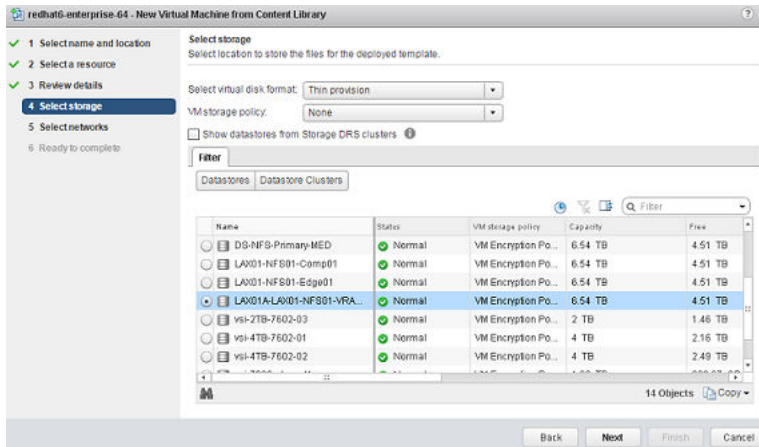 redhat6-enterprise-64 - New Virtual Machine from Content Library
1 Select name and location
2 Select a resource
3 Review details
4 Select storage
5 Select networks
6 Ready to complete
Select storage
Select location to store the files for the deployed template.
Select virtual disk format: Thin provision
VM storage policy: None
Show datastores from Storage DRS clusters
Filter
Datastores Datastore Clusters
Filter
Name Status VM storage policy Capacity Free
DS-NFS-Primary-MED Normal VM Encryption Po... 6.54 TB 4.51 TB
LAX01-NFS01-Comp01 Normal VM Encryption Po... 6.54 TB 4.51 TB
LAX01-NFS01-Edge01 Normal VM Encryption Po... 6.54 TB 4.51 TB
LAX01A-LAX01-NFS01-VRA... Normal VM Encryption Po... 6.54 TB 4.51 TB
vsi-2TB-7602-03 Normal VM Encryption Po... 2 TB 1.46 TB
vsi-4TB-7602-01 Normal VM Encryption Po... 4 TB 2.16 TB
vsi-4TB-7602-02 Normal VM Encryption Po... 4 TB 2.49 TB
14 Objects Copy
Back Next Finish Cancel